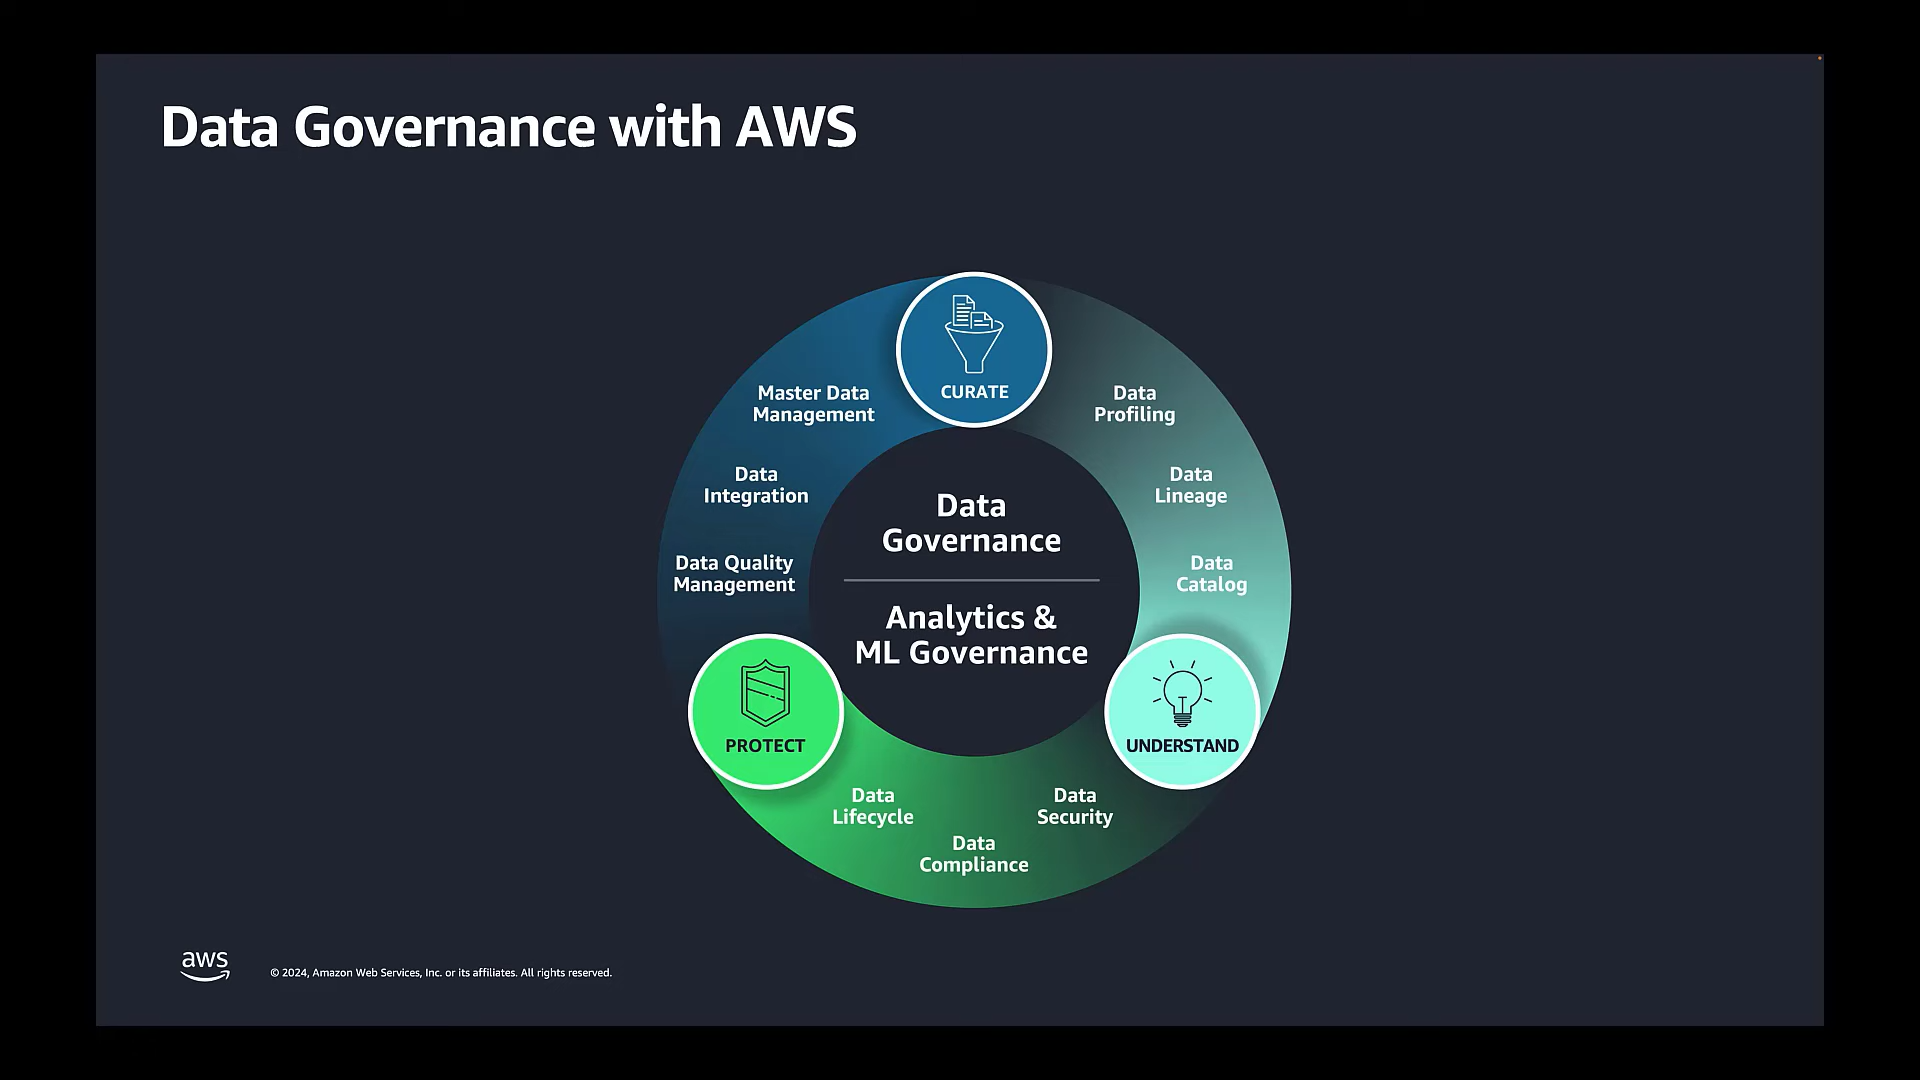 Data Governance with AWS
CURATE
Master Data
Management
Data
Profiling
Data
Integration
Data
Lineage
Data Quality
Management
Data
Catalog
Data
Governance
Analytics &
ML Governance
PROTECT
UNDERSTAND
Data
Lifecycle
Data
Compliance
Data
Security
aws
© 2024, Amazon Web Services, Inc. or its affiliates. All rights reserved.